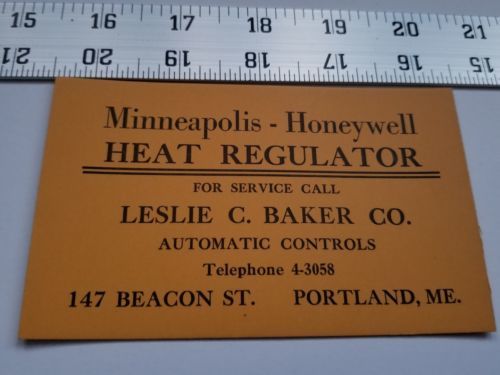 15 16 17 18 19 20 21
21 20 19 18 17 16 15
Minneapolis - Honeywell
HEAT REGULATOR
FOR SERVICE CALL
LESLIE C. BAKER CO.
AUTOMATIC CONTROLS
Telephone 4-3058
147 BEACON ST. PORTLAND, ME.